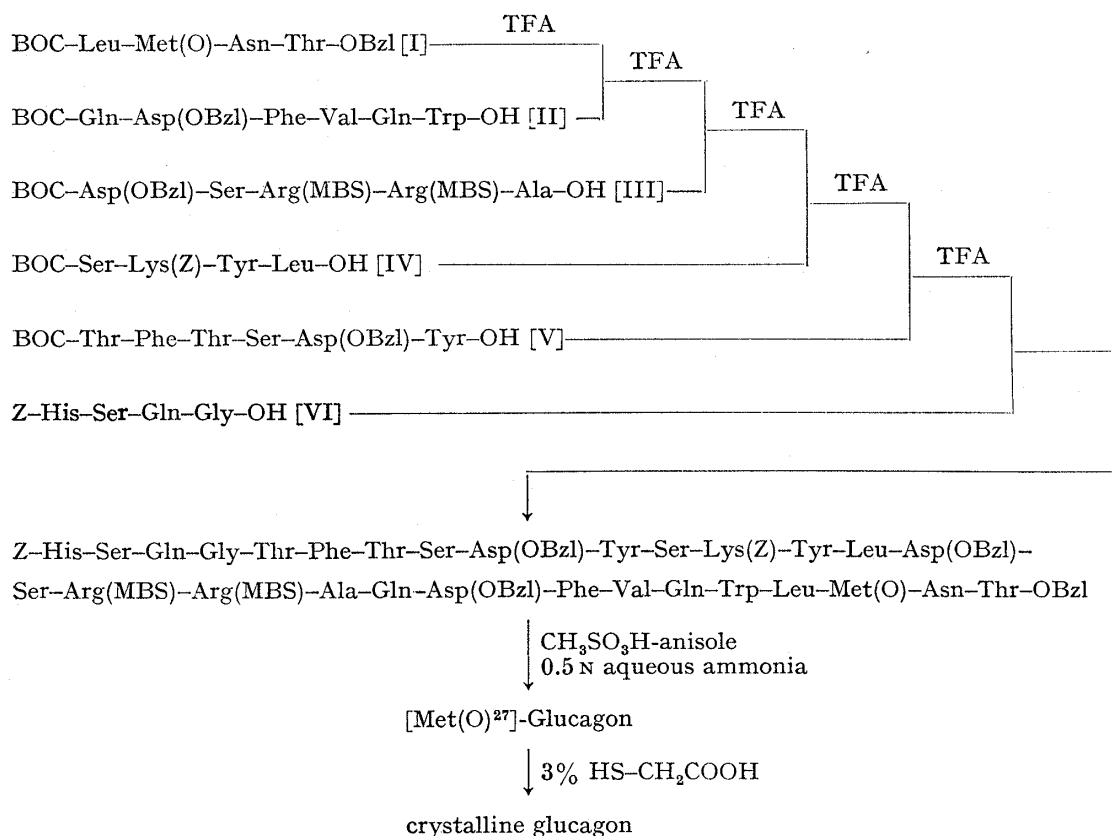 TFA
BOC–Leu–Met(O)–Asn–Thr–OBzl [I]
TFA
BOC–Gln–Asp(OBzl)–Phe–Val–Gln–Trp–OH [II]
TFA
BOC–Asp(OBzl)–Ser–Arg(MBS)–Arg(MBS)–Ala–OH [III]
TFA
BOC–Ser–Lys(Z)–Tyr–Leu–OH [IV]
TFA
BOC–Thr–Phe–Thr–Ser–Asp(OBzl)–Tyr–OH [V]
Z–His–Ser–Gln–Gly–OH [VI]
Z–His–Ser–Gln–Gly–Thr–Phe–Thr–Ser–Asp(OBzl)–Tyr–Ser–Lys(Z)–Tyr–Leu–Asp(OBzl)–
Ser–Arg(MBS)–Arg(MBS)–Ala–Gln–Asp(OBzl)–Phe–Val–Gln–Trp–Leu–Met(O)–Asn–Thr–OBzl
CH₃SO₃H-anisole
0.5 N aqueous ammonia
[Met(O)²⁷]-Glucagon
3% HS–CH₂COOH
crystalline glucagon